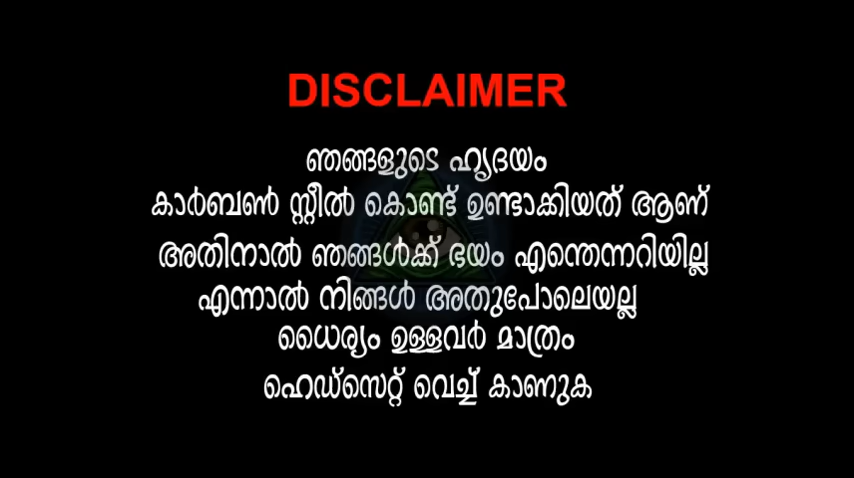 DISCLAIMER
ഞങ്ങളുടെ ഹൃദയം
കാർബൺ സ്റ്റീൽ കൊണ്ട് ഉണ്ടാക്കിയത് ആണ്
അതിനാൽ ഞങ്ങൾക്ക് ഭയം എന്തെന്നറിയില്ല
എന്നാൽ നിങ്ങൾ അതുപോലെയല്ല
ധൈര്യം ഉള്ളവർ മാത്രം
ഹെഡ്സെറ്റ് വെച്ച് കാണുക